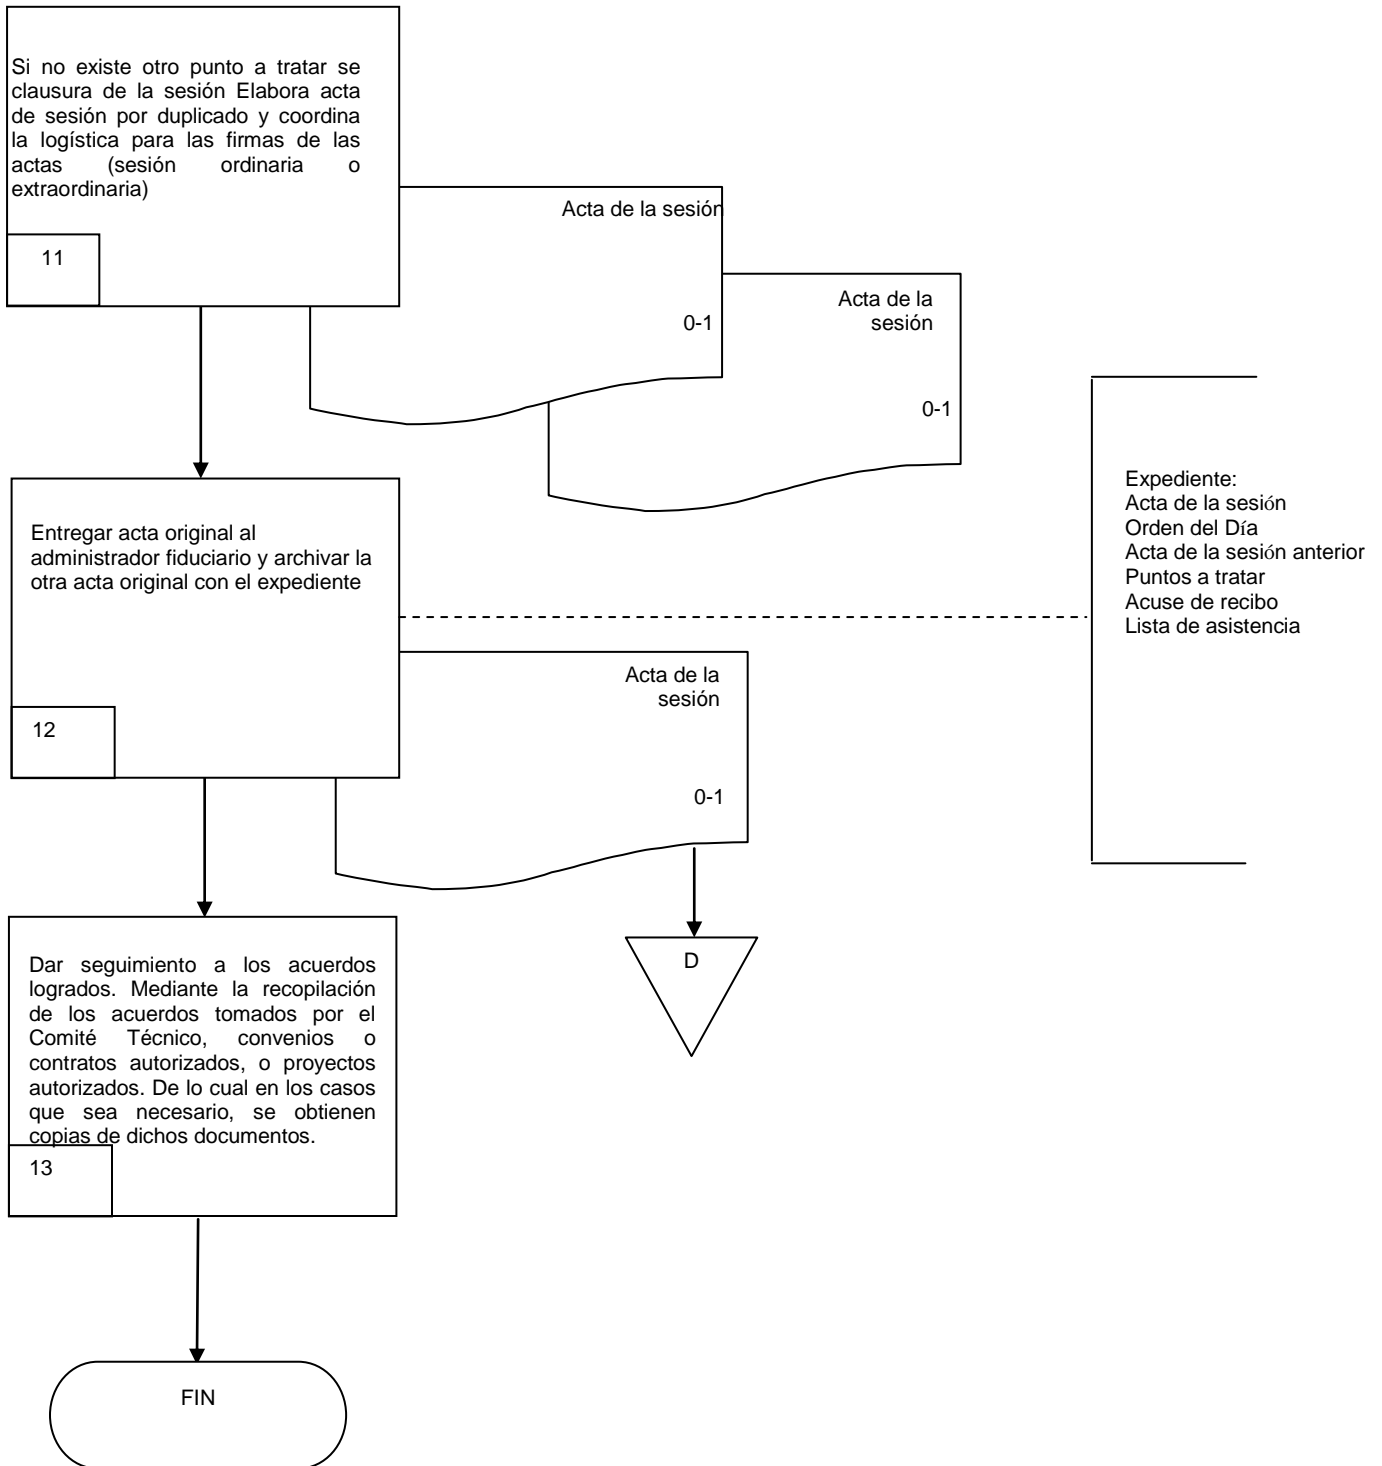 Si no existe otro punto a tratar se
clausura de la sesión Elabora acta
de sesión por duplicado y coordina
la logística para las firmas de las
actas (sesión ordinaria o
extraordinaria)
11
Acta de la sesión
0-1
Acta de la
sesión
0-1
Entregar acta original al
administrador fiduciario y archivar la
otra acta original con el expediente
12
Expediente:
Acta de la sesión
Orden del Día
Acta de la sesión anterior
Puntos a tratar
Acuse de recibo
Lista de asistencia
Acta de la
sesión
0-1
D
Dar seguimiento a los acuerdos
logrados. Mediante la recopilación
de los acuerdos tomados por el
Comité Técnico, convenios o
contratos autorizados, o proyectos
autorizados. De lo cual en los casos
que sea necesario, se obtienen
copias de dichos documentos.
13
FIN